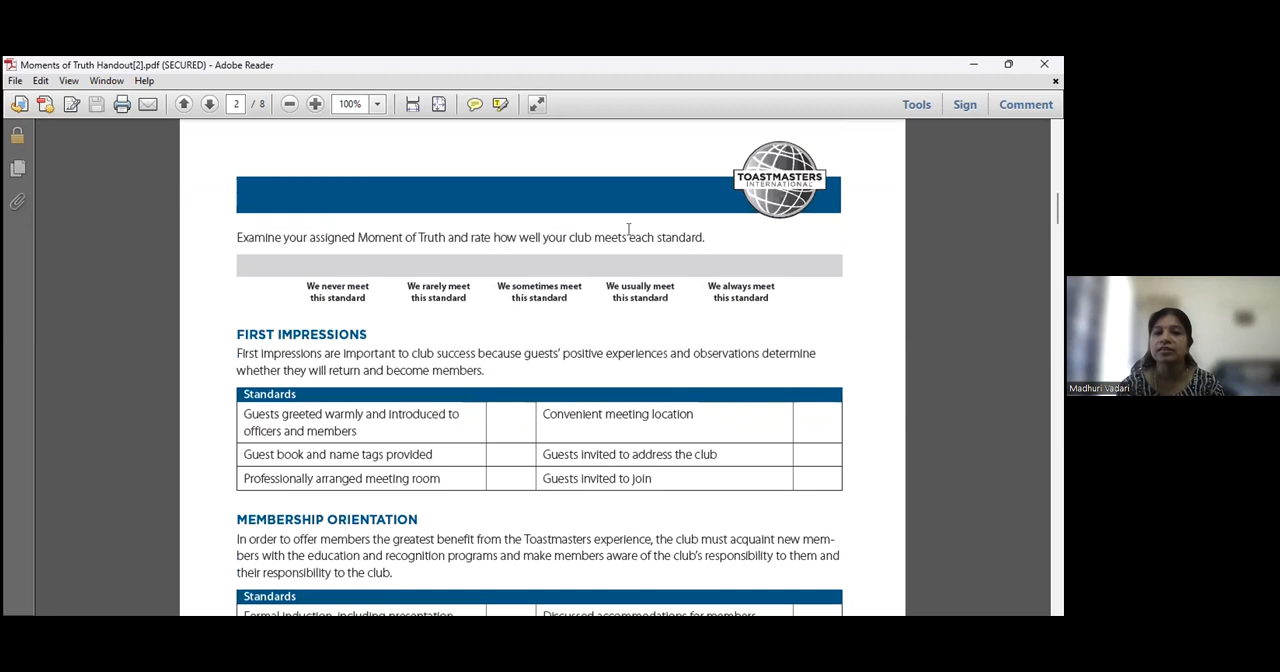 Moments of Truth Handout[2].pdf (SECURED) - Adobe Reader
File Edit View Window Help
2 / 8 100% Tools Sign Comment
TOASTMASTERS
INTERNATIONAL
Examine your assigned Moment of Truth and rate how well your club meets each standard.
We never meet this standard
We rarely meet this standard
We sometimes meet this standard
We usually meet this standard
We always meet this standard
FIRST IMPRESSIONS
First impressions are important to club success because guests' positive experiences and observations determine
whether they will return and become members.
Standards
Guests greeted warmly and introduced to
officers and members
Convenient meeting location
Guest book and name tags provided
Guests invited to address the club
Professionally arranged meeting room
Guests invited to join
Madhuri Vadari
MEMBERSHIP ORIENTATION
In order to offer members the greatest benefit from the Toastmasters experience, the club must acquaint new mem-
bers with the education and recognition programs and make members aware of the club's responsibility to them and
their responsibility to the club.
Standards
Formal induction, including presentation
Discussed accommodations for members